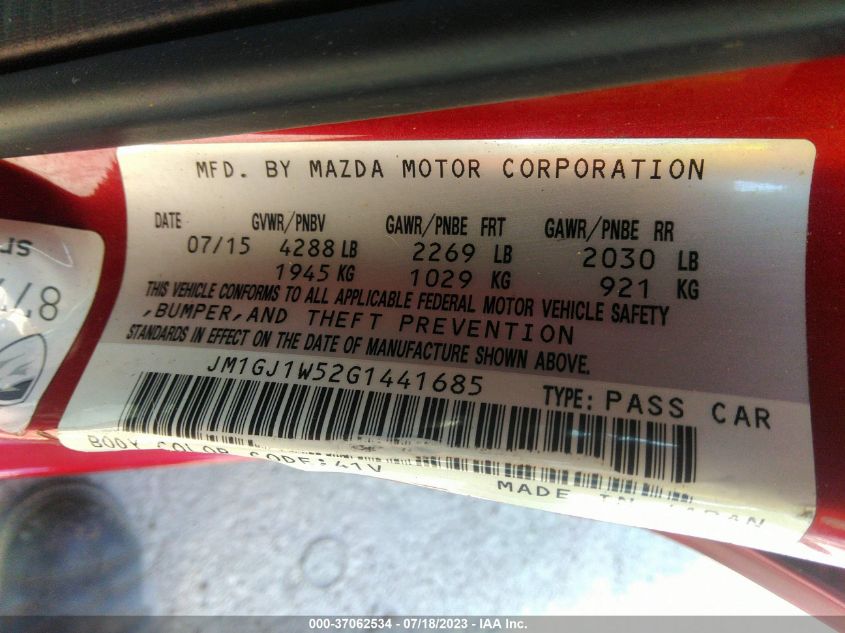 MFD. BY MAZDA MOTOR CORPORATION
DATE GVWR/PNBV GAWR/PNBE FRT GAWR/PNBE RR
07/15 4288 LB 2269 LB 2030 LB
1945 KG 1029 KG 921 KG
THIS VEHICLE CONFORMS TO ALL APPLICABLE FEDERAL MOTOR VEHICLE SAFETY
,BUMPER,AND THEFT PREVENTION
STANDARDS IN EFFECT ON THE DATE OF MANUFACTURE SHOWN ABOVE.
JM1GJ1W52G1441685 TYPE: PASS CAR
BODY COLOR CODE:41V
MADE IN JAPAN
000-37062534 - 07/18/2023 - IAA Inc.